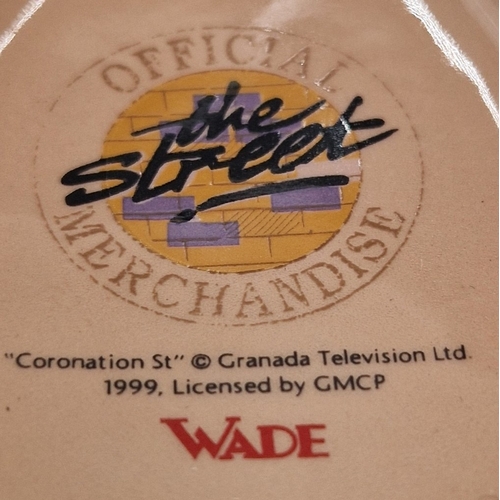 OFFICIAL
the
Street
MERCHANDISE
"Coronation St" © Granada Television Ltd.
1999, Licensed by GMCP
WADE